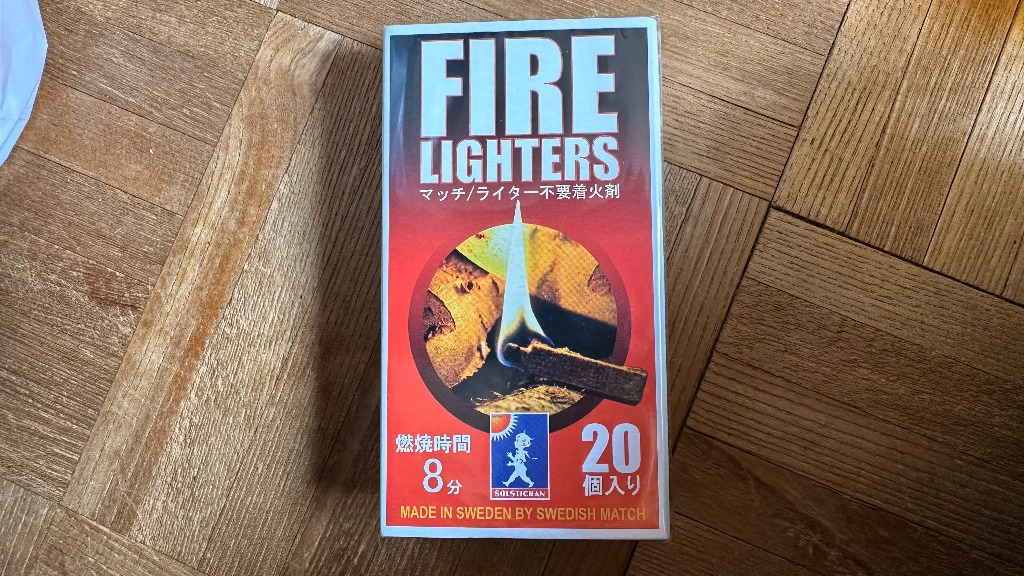 FIRE
LIGHTERS
マッチ/ライター不要着火剤
燃焼時間
8分
SOLSTICKAN
20
個入り
MADE IN SWEDEN BY SWEDISH MATCH